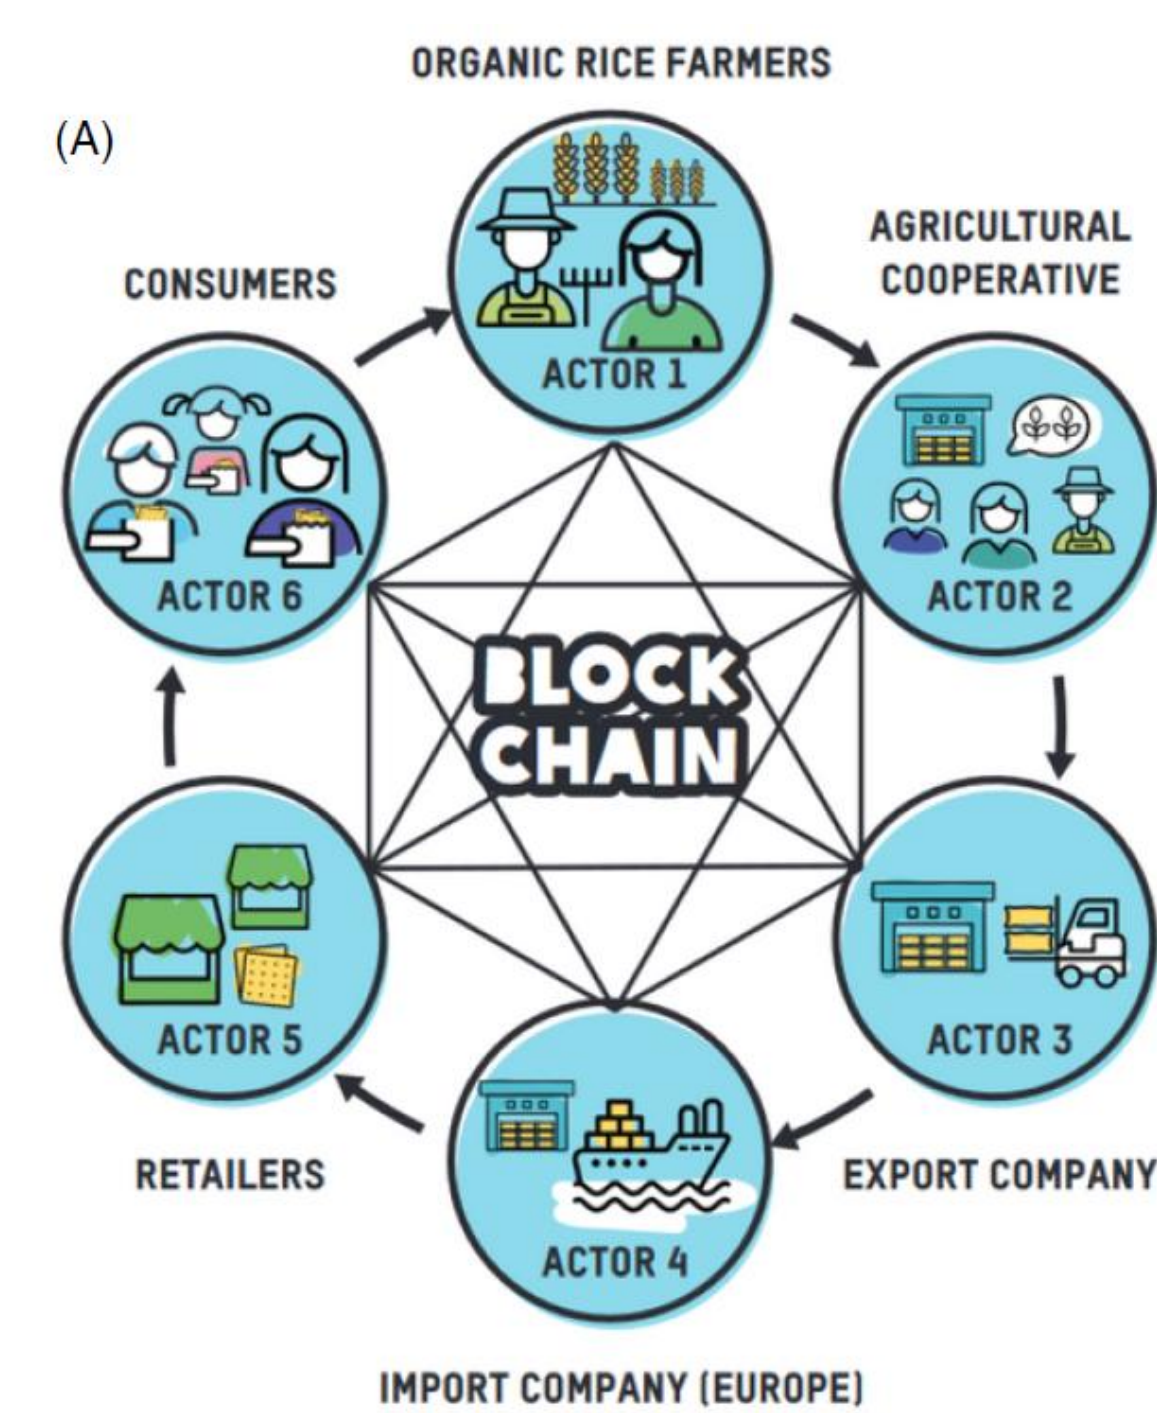 ORGANIC RICE FARMERS
(A)
AGRICULTURAL
COOPERATIVE
CONSUMERS
ACTOR 1
ACTOR 6
ACTOR 2
BLOCK
CHAIN
ACTOR 5
ACTOR 3
RETAILERS
EXPORT COMPANY
ACTOR 4
IMPORT COMPANY (EUROPE)